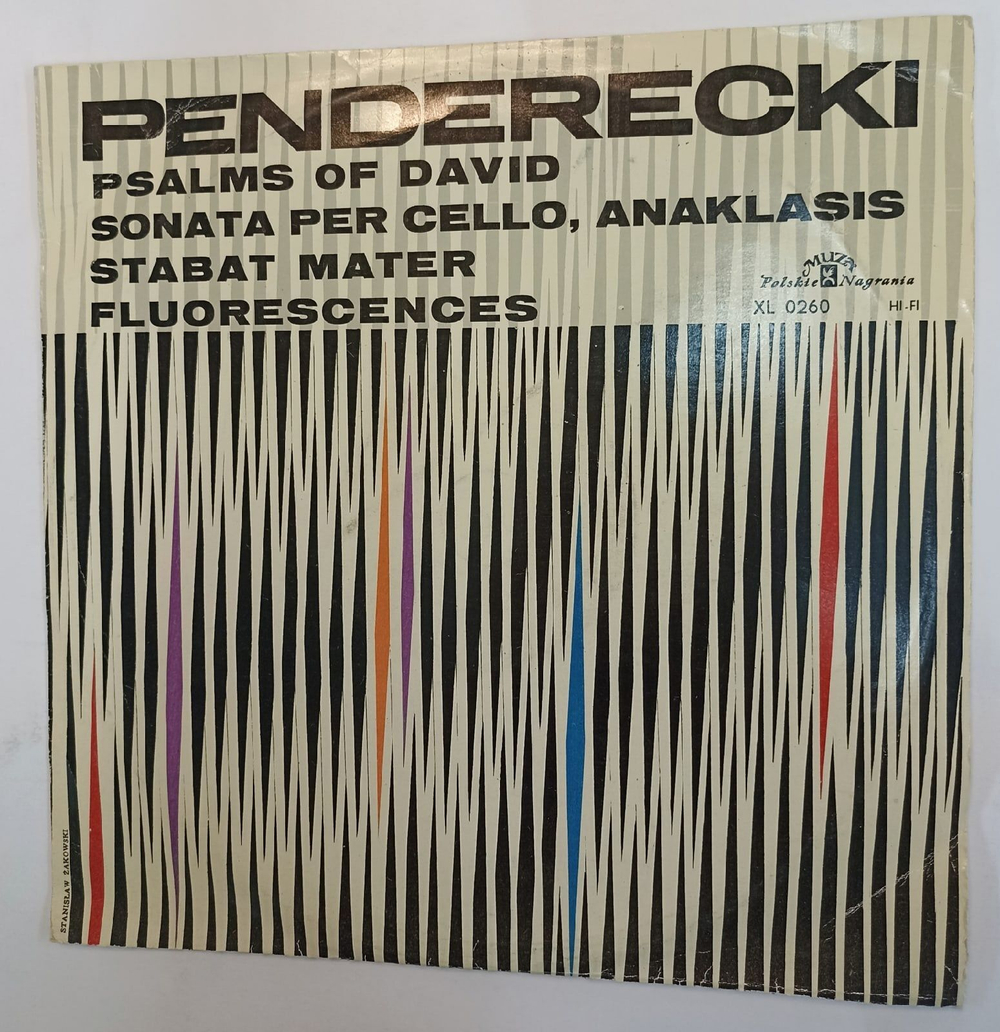 PENDERECKI
PSALMS OF DAVID
SONATA PER CELLO, ANAKLASIS
STABAT MATER
FLUORESCENCES
MUZA
Polskie Nagrania
XL 0260 HI-FI
STANISŁAW ŻAKOWSKI